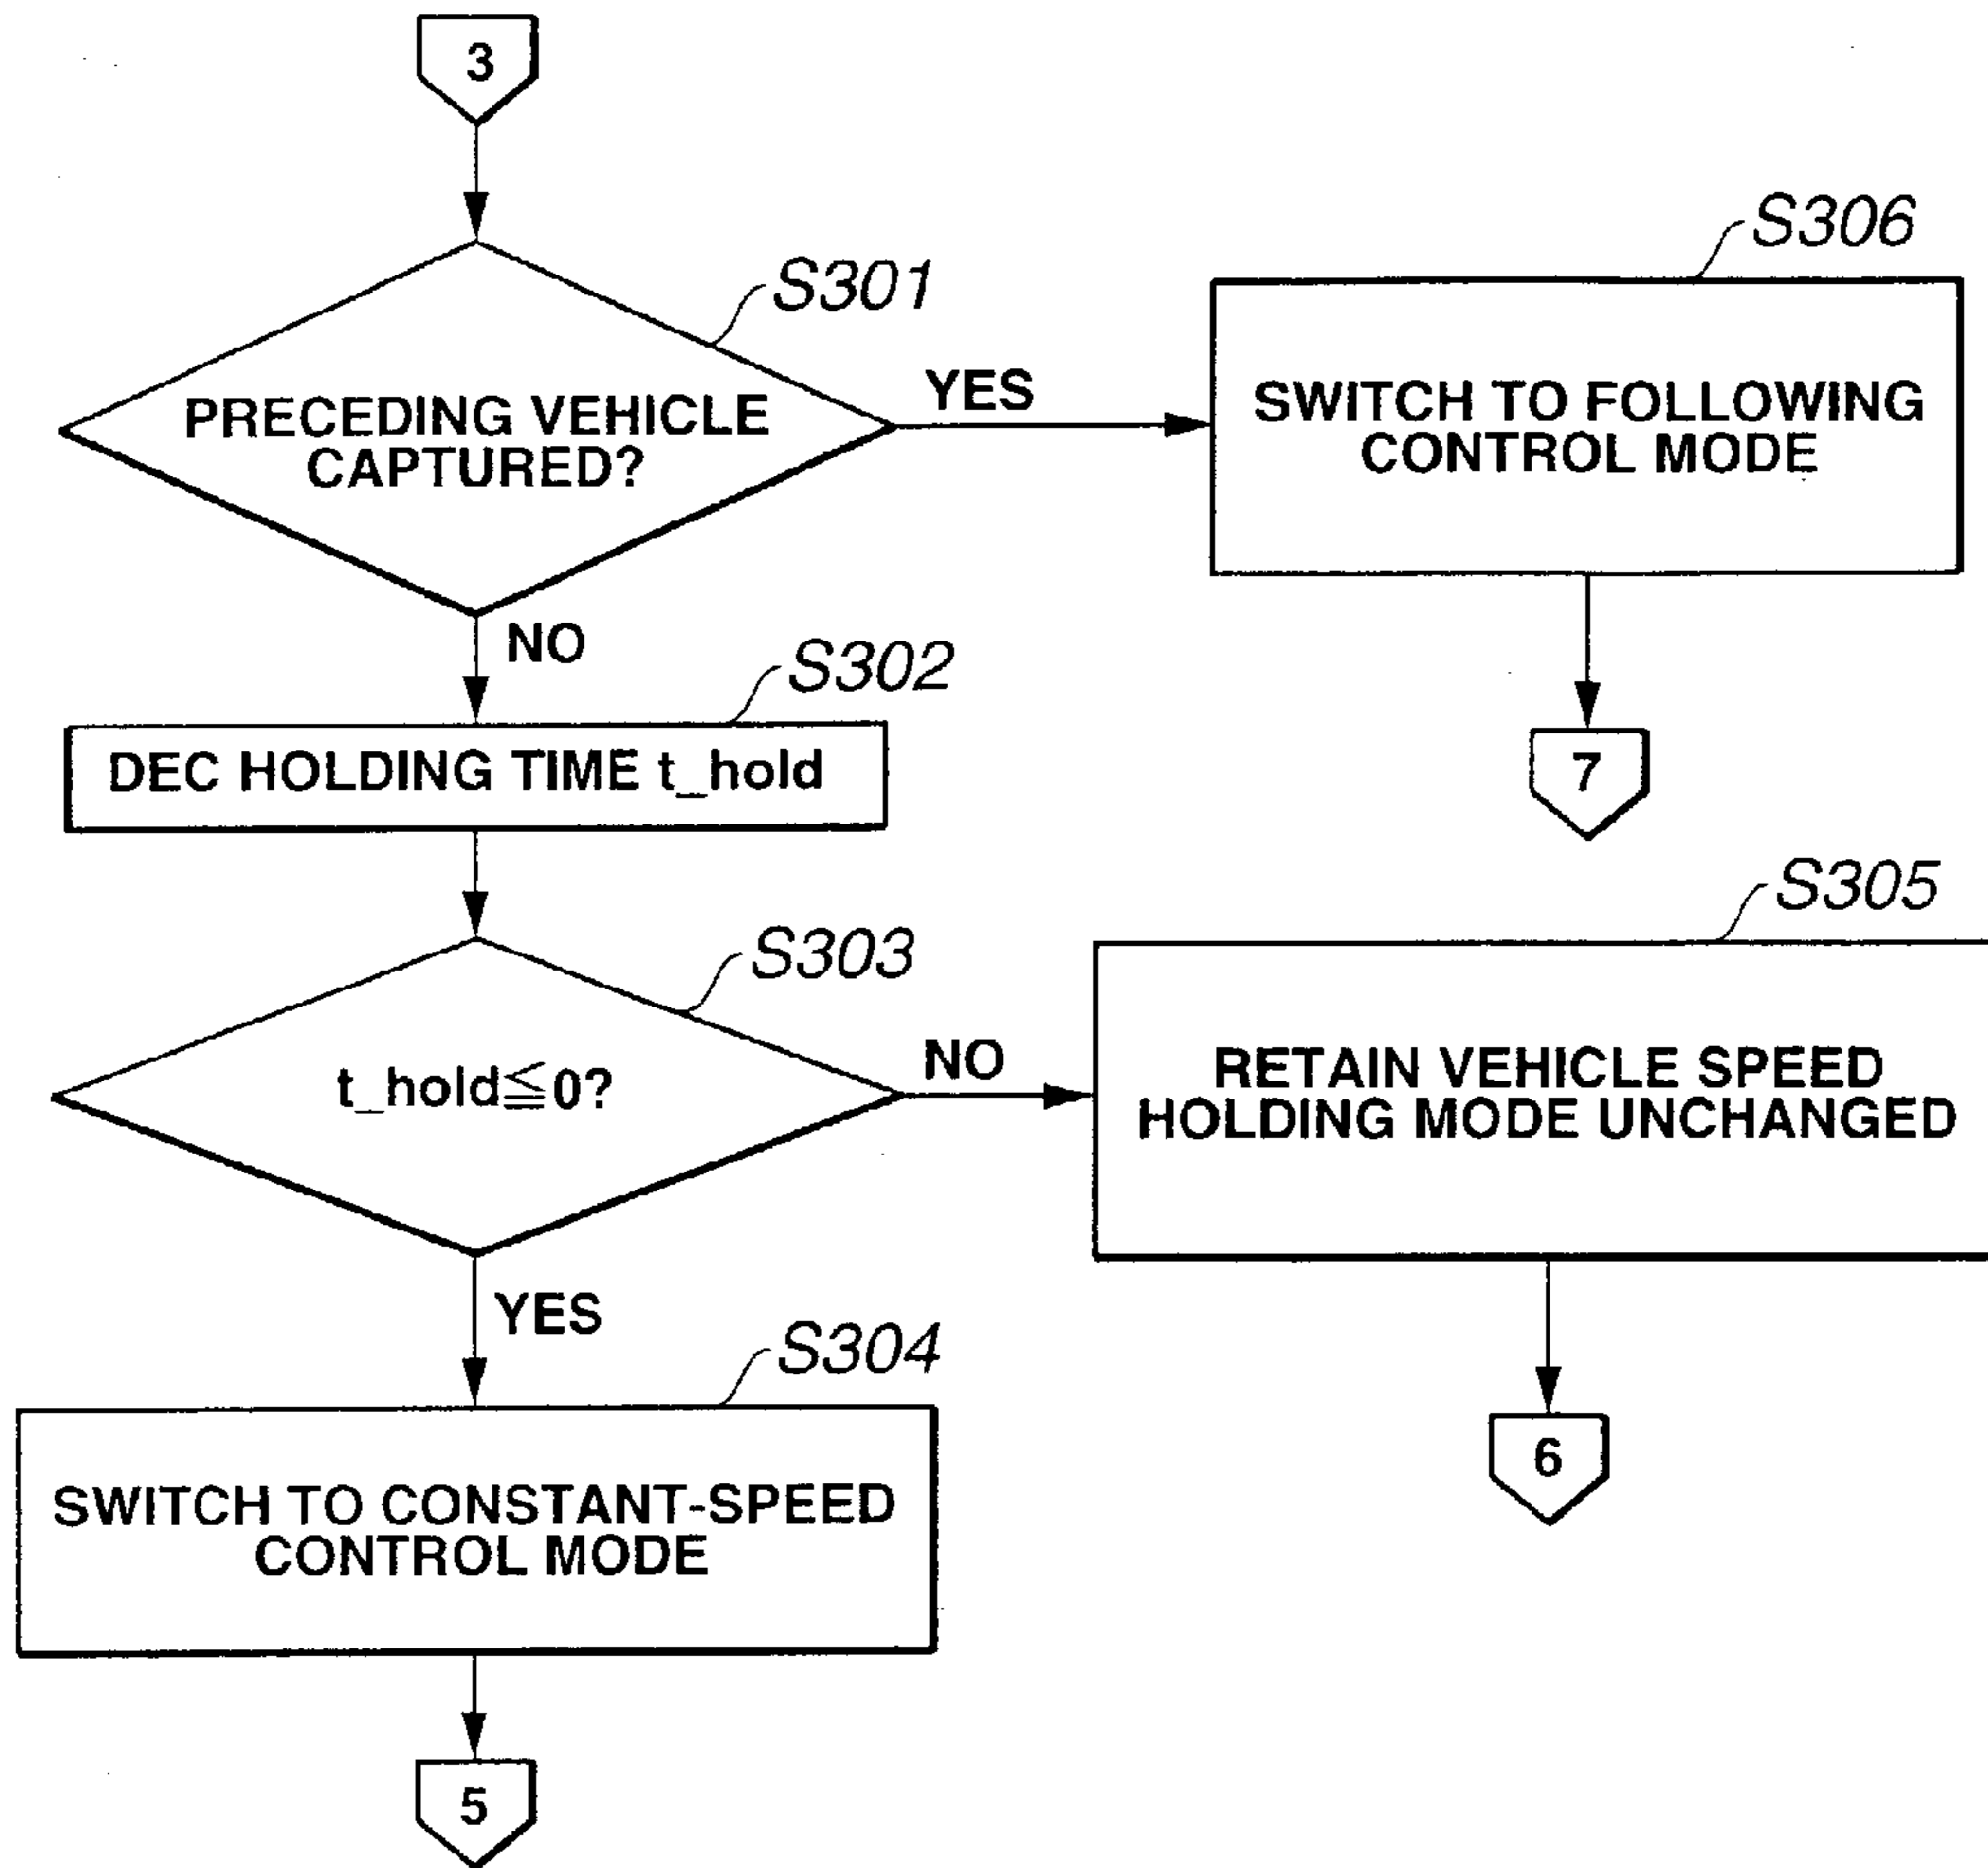 3
S301
PRECEDING VEHICLE
CAPTURED?
YES
S306
SWITCH TO FOLLOWING
CONTROL MODE
7
NO
S302
DEC HOLDING TIME t_hold
S303
t_hold≦0?
NO
S305
RETAIN VEHICLE SPEED
HOLDING MODE UNCHANGED
6
YES
S304
SWITCH TO CONSTANT-SPEED
CONTROL MODE
5